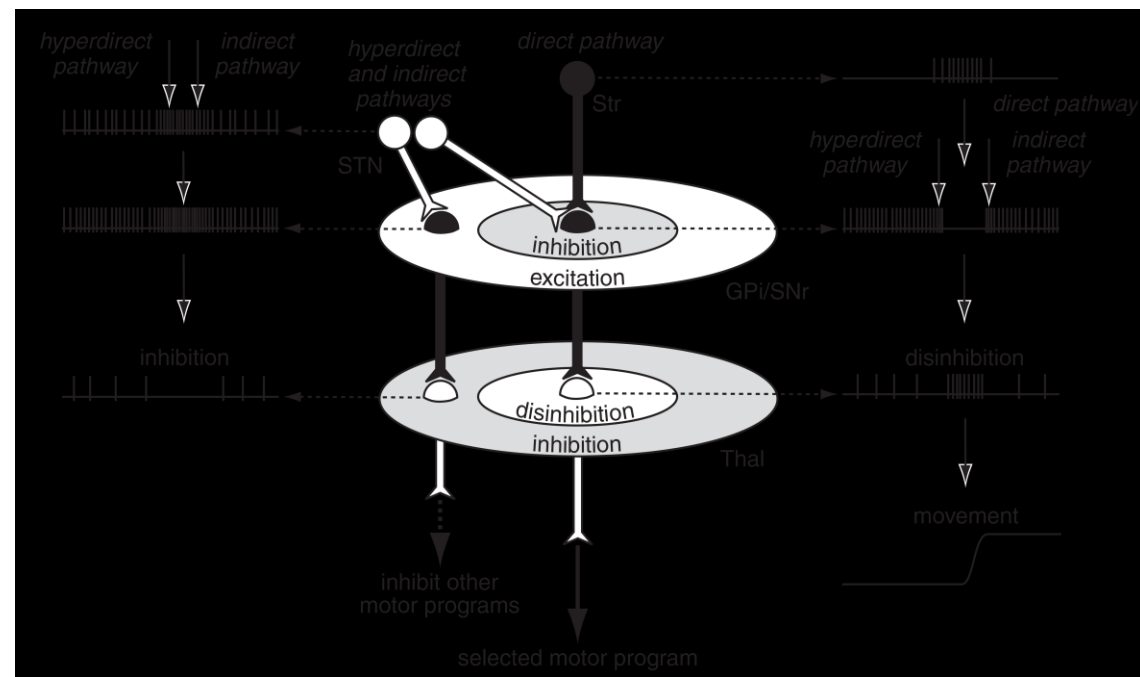 hyperdirect
pathway
indirect
pathway
hyperdirect
and indirect
pathways
direct pathway
Str
STN
direct pathway
hyperdirect
pathway
indirect
pathway
inhibition
excitation
GPi/SNr
inhibition
disinhibition
disinhibition
inhibition
Thal
movement
inhibit other
motor programs
selected motor program